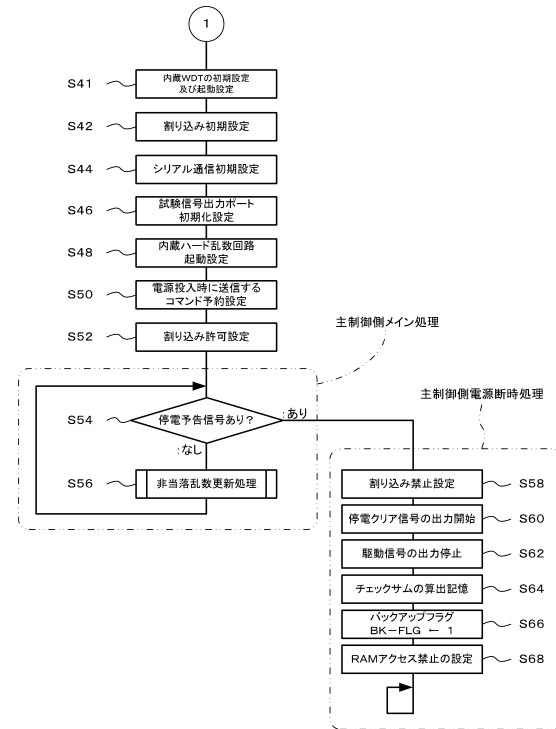 1
S41
内蔵WDTの初期設定
及び起動設定
S42
割り込み初期設定
S44
シリアル通信初期設定
S46
試験信号出力ポート
初期化設定
S48
内蔵ハード乱数回路
起動設定
S50
電源投入時に送信する
コマンド予約設定
S52
割り込み許可設定
主制御側メイン処理
S54
停電予告信号あり？
:あり
:なし
S56
非当落乱数更新処理
主制御側電源断時処理
割り込み禁止設定
S58
停電クリア信号の出力開始
S60
駆動信号の出力停止
S62
チェックサムの算出記憶
S64
バックアップフラグ
BK－FLG ← 1
S66
RAMアクセス禁止の設定
S68